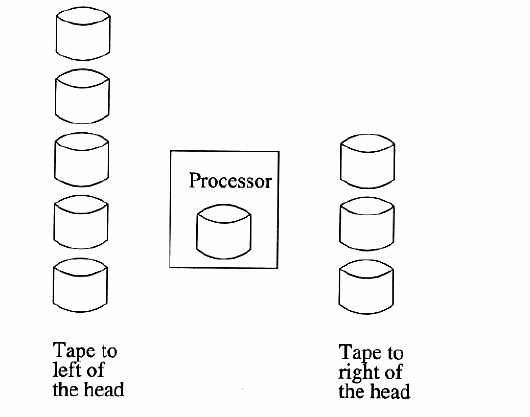 Processor
Tape to
left of
the head
Tape to
right of
the head